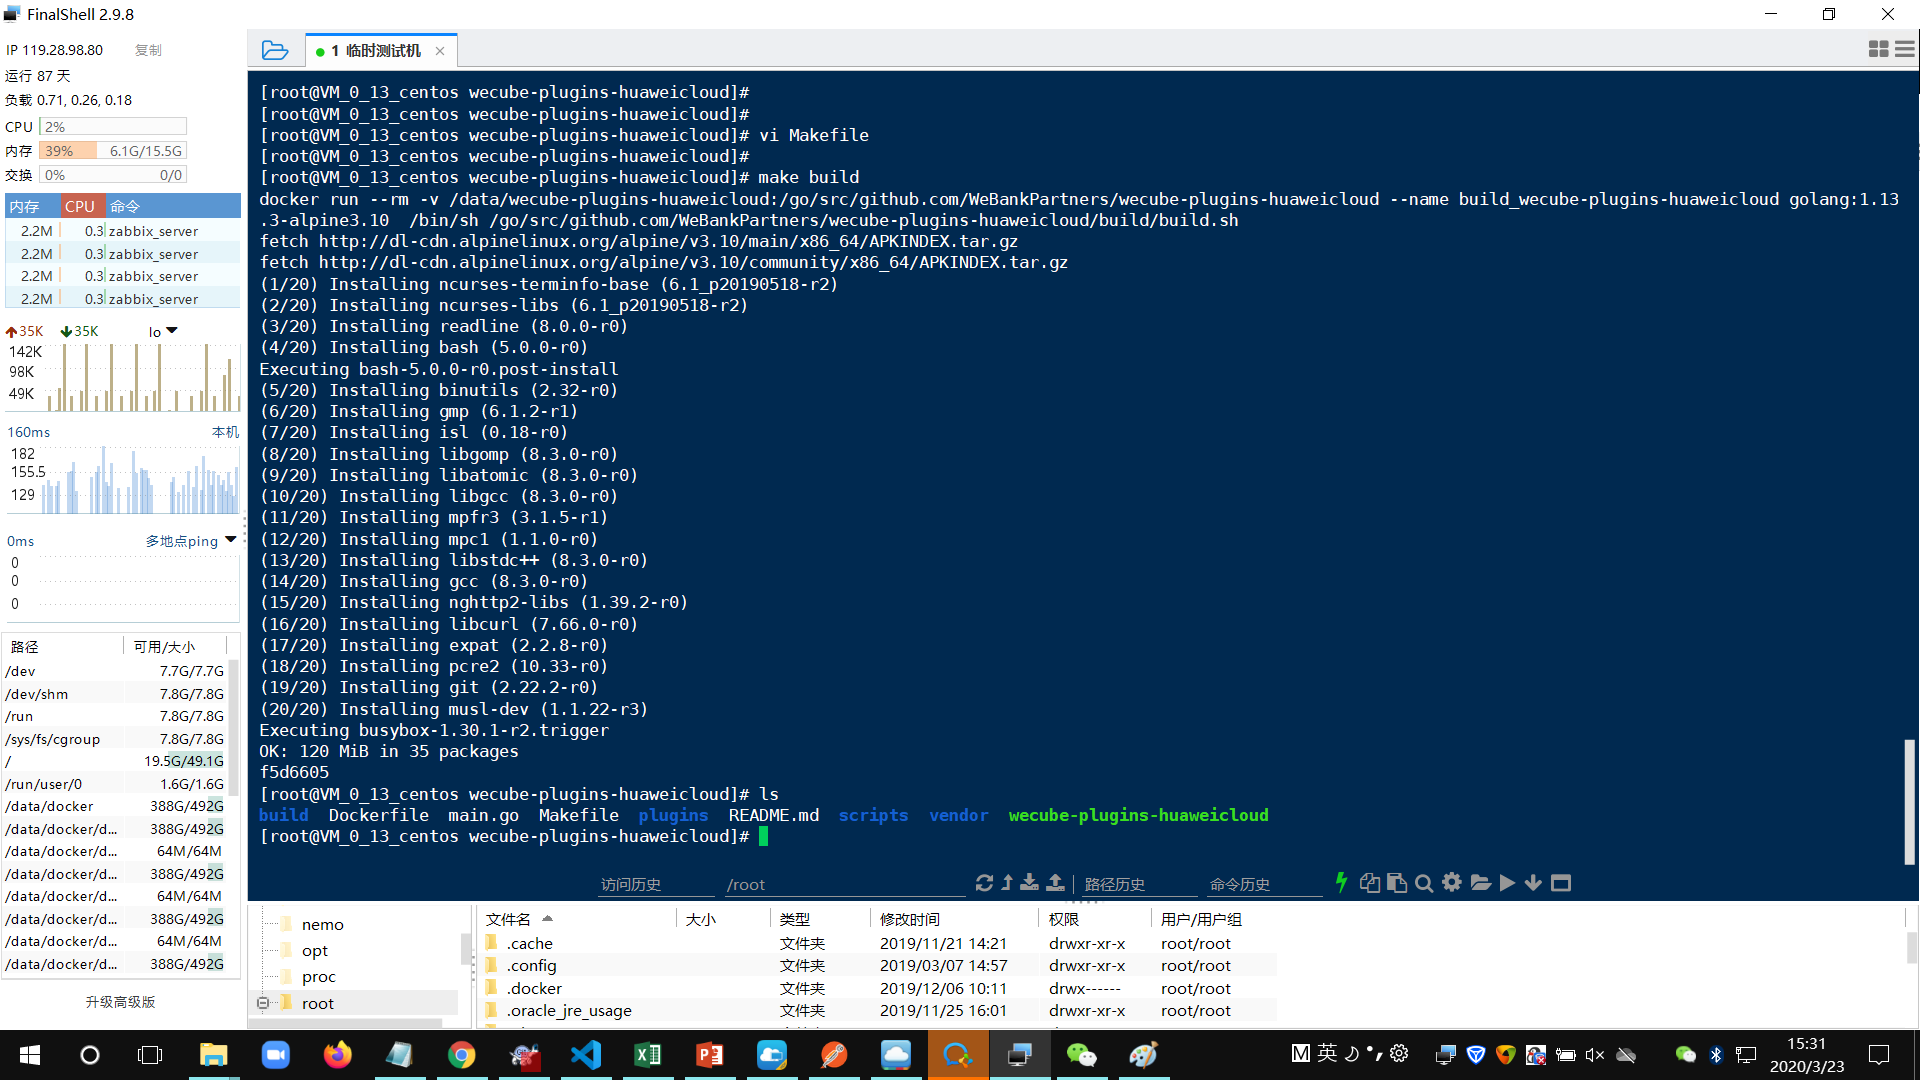 FinalShell 2.9.8
IP 119.28.98.80 复制
运行 87 天
负载 0.71, 0.26, 0.18
CPU 2%
内存 39% 6.1G/15.5G
交换 0% 0/0
内存 CPU 命令
2.2M 0.3 zabbix_server
2.2M 0.3 zabbix_server
2.2M 0.3 zabbix_server
2.2M 0.3 zabbix_server
35K 35K lo
142K
98K
49K
160ms 本机
182
155.5
129
0ms 多地点ping
0
0
0
路径 可用/大小
/dev 7.7G/7.7G
/dev/shm 7.8G/7.8G
/run 7.8G/7.8G
/sys/fs/cgroup 7.8G/7.8G
/ 19.5G/49.1G
/run/user/0 1.6G/1.6G
/data/docker 388G/492G
/data/docker/d... 388G/492G
/data/docker/d... 64M/64M
/data/docker/d... 388G/492G
/data/docker/d... 64M/64M
/data/docker/d... 388G/492G
/data/docker/d... 64M/64M
/data/docker/d... 388G/492G
升级高级版
1 临时测试机
[root@VM_0_13_centos wecube-plugins-huaweicloud]#
[root@VM_0_13_centos wecube-plugins-huaweicloud]#
[root@VM_0_13_centos wecube-plugins-huaweicloud]# vi Makefile
[root@VM_0_13_centos wecube-plugins-huaweicloud]#
[root@VM_0_13_centos wecube-plugins-huaweicloud]# make build
docker run --rm -v /data/wecube-plugins-huaweicloud:/go/src/github.com/WeBankPartners/wecube-plugins-huaweicloud --name build_wecube-plugins-huaweicloud golang:1.13
.3-alpine3.10  /bin/sh /go/src/github.com/WeBankPartners/wecube-plugins-huaweicloud/build/build.sh
fetch http://dl-cdn.alpinelinux.org/alpine/v3.10/main/x86_64/APKINDEX.tar.gz
fetch http://dl-cdn.alpinelinux.org/alpine/v3.10/community/x86_64/APKINDEX.tar.gz
(1/20) Installing ncurses-terminfo-base (6.1_p20190518-r2)
(2/20) Installing ncurses-libs (6.1_p20190518-r2)
(3/20) Installing readline (8.0.0-r0)
(4/20) Installing bash (5.0.0-r0)
Executing bash-5.0.0-r0.post-install
(5/20) Installing binutils (2.32-r0)
(6/20) Installing gmp (6.1.2-r1)
(7/20) Installing isl (0.18-r0)
(8/20) Installing libgomp (8.3.0-r0)
(9/20) Installing libatomic (8.3.0-r0)
(10/20) Installing libgcc (8.3.0-r0)
(11/20) Installing mpfr3 (3.1.5-r1)
(12/20) Installing mpc1 (1.1.0-r0)
(13/20) Installing libstdc++ (8.3.0-r0)
(14/20) Installing gcc (8.3.0-r0)
(15/20) Installing nghttp2-libs (1.39.2-r0)
(16/20) Installing libcurl (7.66.0-r0)
(17/20) Installing expat (2.2.8-r0)
(18/20) Installing pcre2 (10.33-r0)
(19/20) Installing git (2.22.2-r0)
(20/20) Installing musl-dev (1.1.22-r3)
Executing busybox-1.30.1-r2.trigger
OK: 120 MiB in 35 packages
f5d6605
[root@VM_0_13_centos wecube-plugins-huaweicloud]# ls
build  Dockerfile  main.go  Makefile  plugins  README.md  scripts  vendor  wecube-plugins-huaweicloud
[root@VM_0_13_centos wecube-plugins-huaweicloud]#
访问历史 /root 路径历史 命令历史
nemo
opt
proc
root
文件名 大小 类型 修改时间 权限 用户/用户组
.cache 文件夹 2019/11/21 14:21 drwxr-xr-x root/root
.config 文件夹 2019/03/07 14:57 drwxr-xr-x root/root
.docker 文件夹 2019/12/06 10:11 drwx------ root/root
.oracle_jre_usage 文件夹 2019/11/25 16:01 drwxr-xr-x root/root
M 英
15:31
2020/3/23